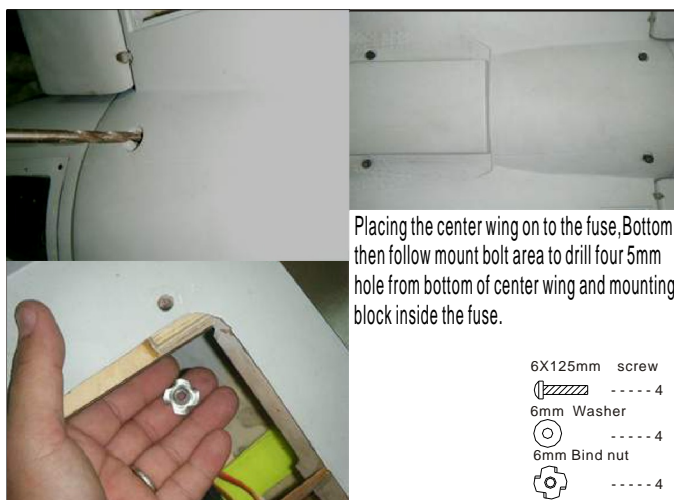 Placing the center wing on to the fuse,Bottom
then follow mount bolt area to drill four 5mm
hole from bottom of center wing and mounting
block inside the fuse.
6X125mm screw
-----4
6mm Washer
-----4
6mm Bind nut
-----4